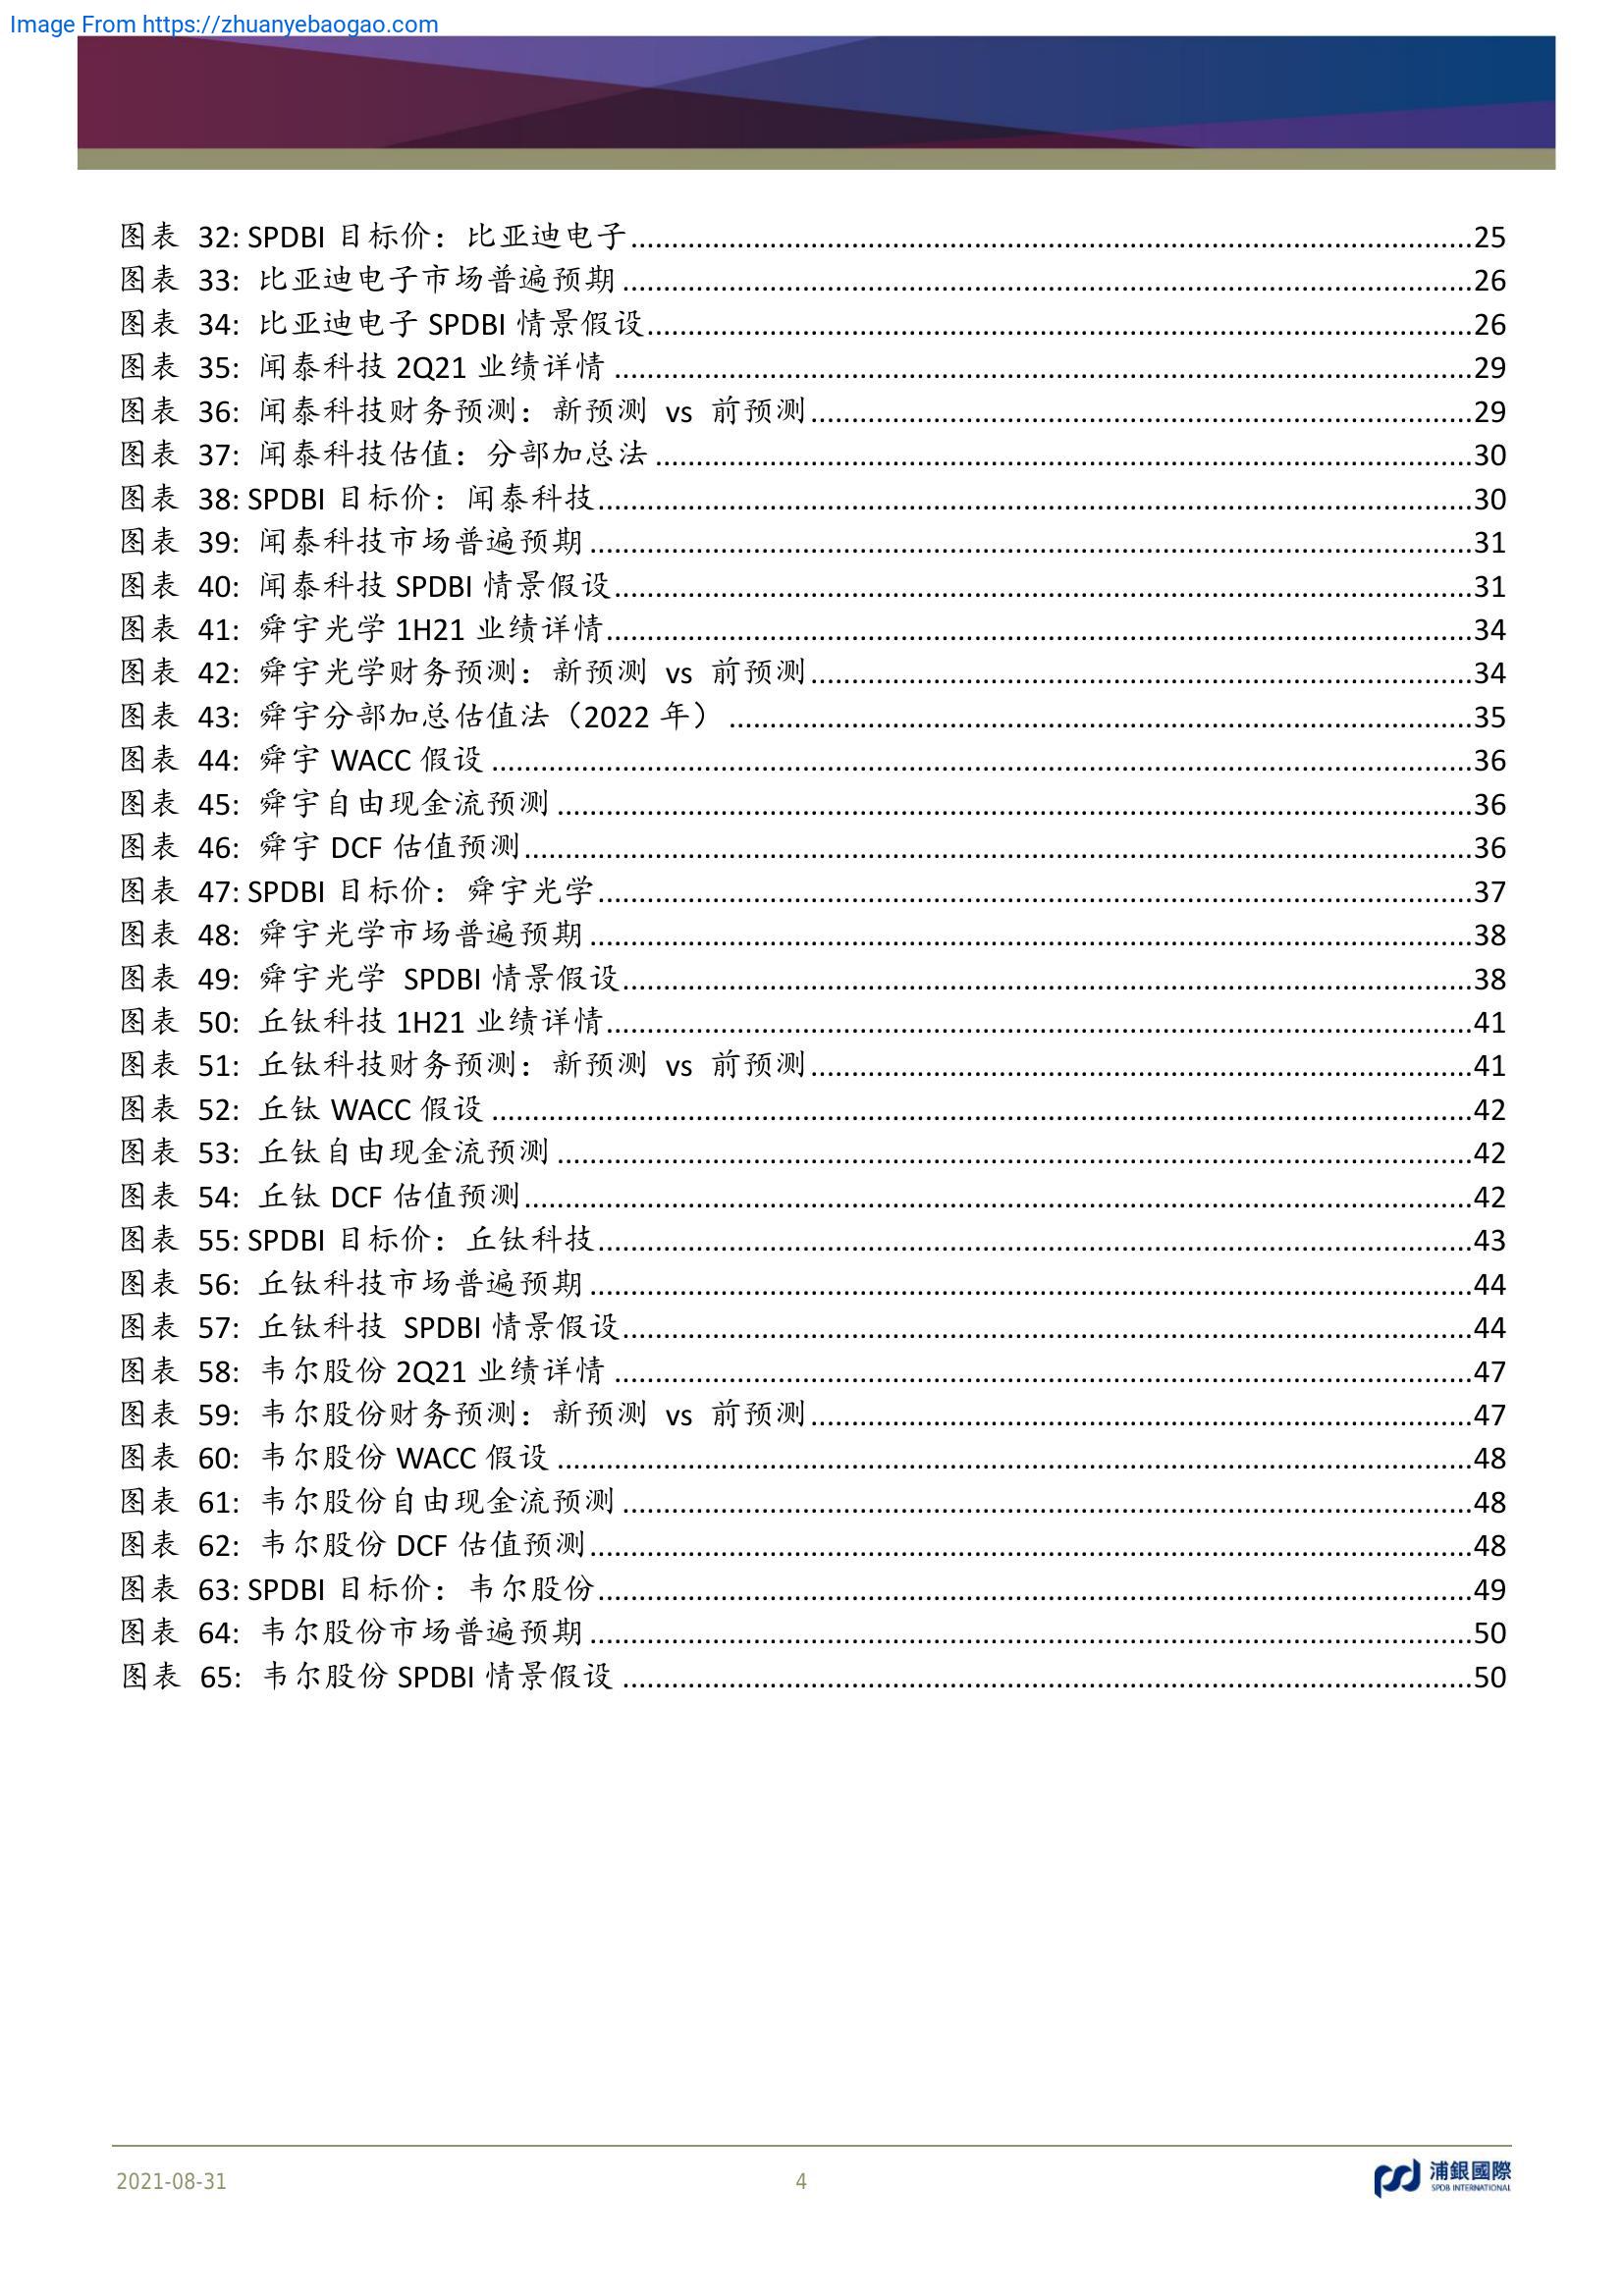 Image From https://zhuanyebaogao.com
图表 32: SPDBI 目标价：比亚迪电子........25
图表 33: 比亚迪电子市场普遍预期........26
图表 34: 比亚迪电子 SPDBI 情景假设........26
图表 35: 闻泰科技 2Q21 业绩详情........29
图表 36: 闻泰科技财务预测：新预测 vs 前预测........29
图表 37: 闻泰科技估值：分部加总法........30
图表 38: SPDBI 目标价：闻泰科技........30
图表 39: 闻泰科技市场普遍预期........31
图表 40: 闻泰科技 SPDBI 情景假设........31
图表 41: 舜宇光学 1H21 业绩详情........34
图表 42: 舜宇光学财务预测：新预测 vs 前预测........34
图表 43: 舜宇分部加总估值法（2022 年）........35
图表 44: 舜宇 WACC 假设........36
图表 45: 舜宇自由现金流预测........36
图表 46: 舜宇 DCF 估值预测........36
图表 47: SPDBI 目标价：舜宇光学........37
图表 48: 舜宇光学市场普遍预期........38
图表 49: 舜宇光学 SPDBI 情景假设........38
图表 50: 丘钛科技 1H21 业绩详情........41
图表 51: 丘钛科技财务预测：新预测 vs 前预测........41
图表 52: 丘钛 WACC 假设........42
图表 53: 丘钛自由现金流预测........42
图表 54: 丘钛 DCF 估值预测........42
图表 55: SPDBI 目标价：丘钛科技........43
图表 56: 丘钛科技市场普遍预期........44
图表 57: 丘钛科技 SPDBI 情景假设........44
图表 58: 韦尔股份 2Q21 业绩详情........47
图表 59: 韦尔股份财务预测：新预测 vs 前预测........47
图表 60: 韦尔股份 WACC 假设........48
图表 61: 韦尔股份自由现金流预测........48
图表 62: 韦尔股份 DCF 估值预测........48
图表 63: SPDBI 目标价：韦尔股份........49
图表 64: 韦尔股份市场普遍预期........50
图表 65: 韦尔股份 SPDBI 情景假设........50
2021-08-31
4
浦銀國際
SPDB INTERNATIONAL